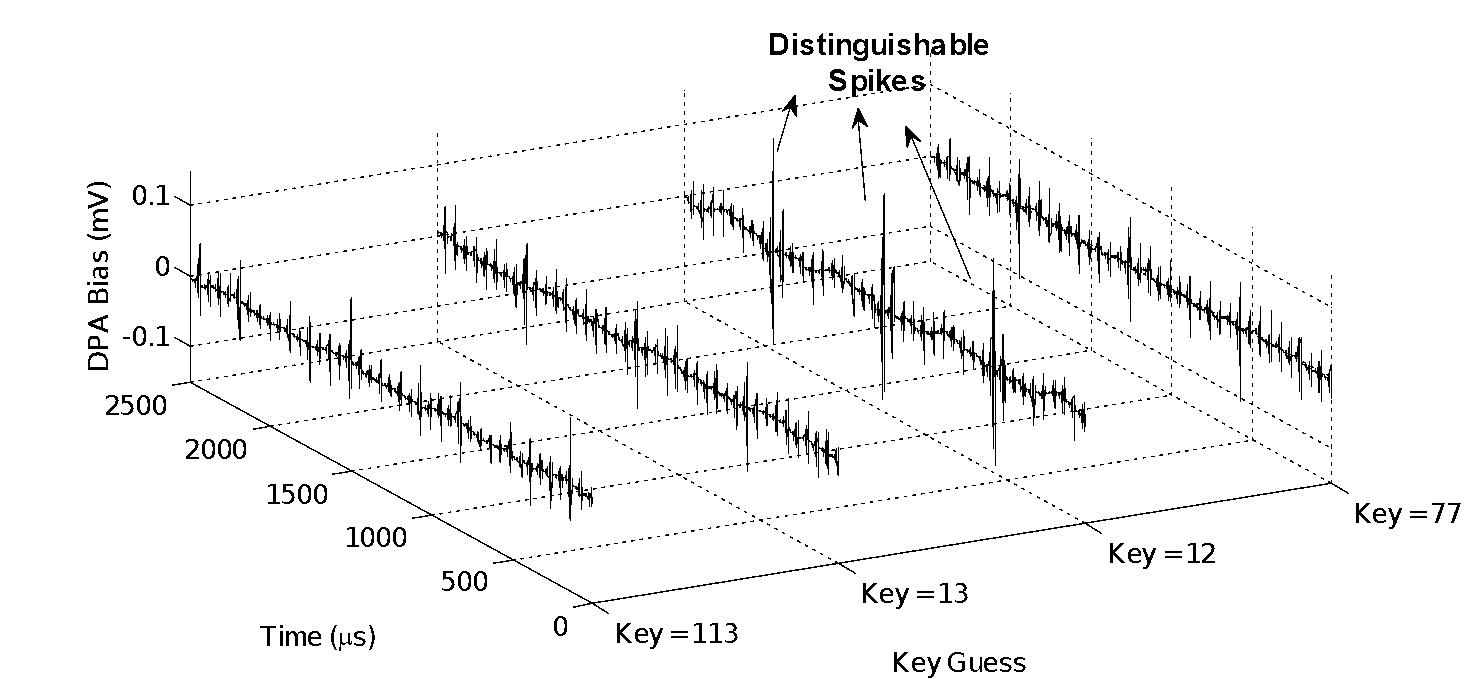 Distinguishable
Spikes
DPA Bias (mV)
0.1
0
-0.1
2500
2000
1500
1000
500
0
Time (μs)
Key = 113
Key = 13
Key = 12
Key = 77
Key Guess